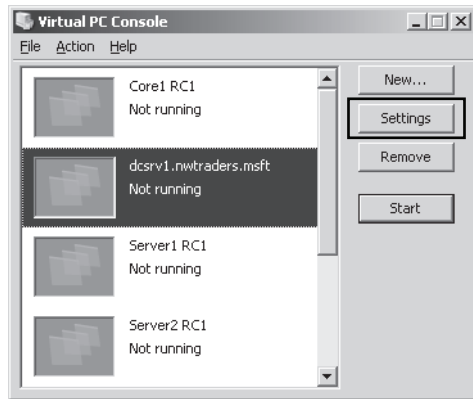 Virtual PC Console
File Action Help
Core1 RC1
Not running
dcsrv1.nwtraders.msft
Not running
Server1 RC1
Not running
Server2 RC1
Not running
New...
Settings
Remove
Start